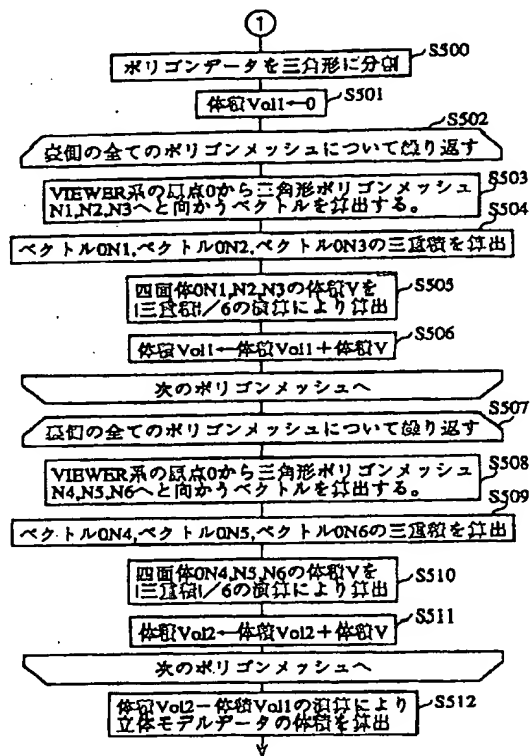 1
ポリゴンデータを三角形に分割
S500
体積Vol1←0
S501
S502
全てのポリゴンメッシュについて繰り返す
S503
VIEWER系の原点0から三角形ポリゴンメッシュ
N1,N2,N3へと向かうベクトルを算出する。
S504
ベクトル0N1,ベクトル0N2,ベクトル0N3の三重積を算出
S505
四面体0N1,N2,N3の体積Vを
|三重積|/6の演算により算出
S506
体積Vol1←体積Vol1+体積V
次のポリゴンメッシュへ
S507
全てのポリゴンメッシュについて繰り返す
S508
VIEWER系の原点0から三角形ポリゴンメッシュ
N4,N5,N6へと向かうベクトルを算出する。
S509
ベクトル0N4,ベクトル0N5,ベクトル0N6の三重積を算出
四面体0N4,N5,N6の体積Vを
|三重積|/6の演算により算出
S510
S511
体積Vol2←体積Vol2+体積V
次のポリゴンメッシュへ
S512
体積Vol2-体積Vol1の演算により
立体モデルデータの体積を算出